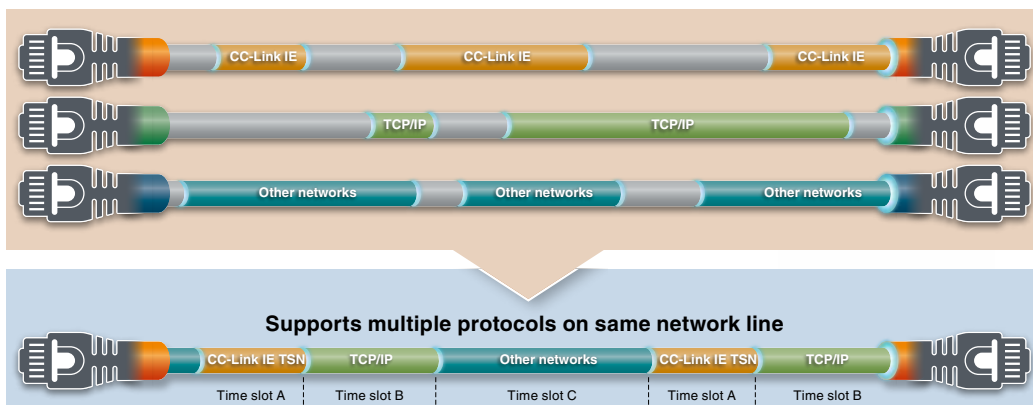 CC-Link IE CC-Link IE CC-Link IE
TCP/IP TCP/IP
Other networks Other networks Other networks
Supports multiple protocols on same network line
CC-Link IE TSN TCP/IP Other networks CC-Link IE TSN TCP/IP
Time slot A Time slot B Time slot C Time slot A Time slot B